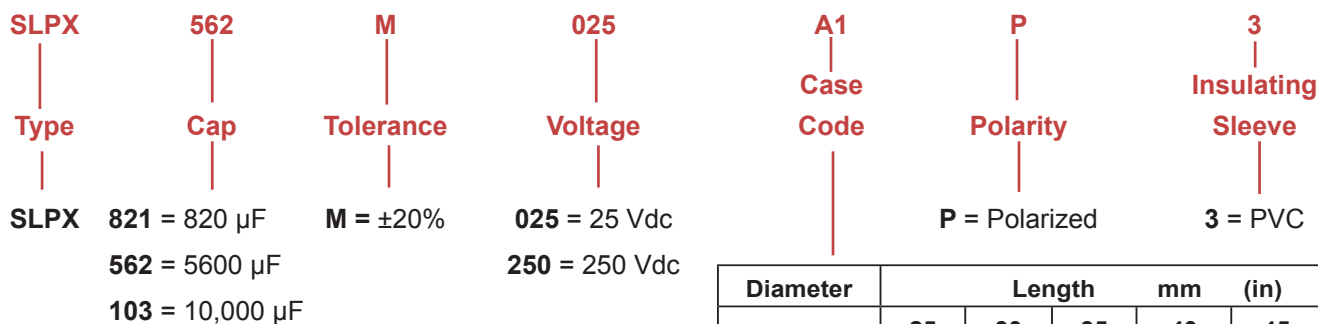 SLPX 562 M 025 A1 P 3
Case Insulating
Type Cap Tolerance Voltage Code Polarity Sleeve
SLPX 821 = 820 µF M = ±20% 025 = 25 Vdc P = Polarized 3 = PVC
562 = 5600 µF 250 = 250 Vdc
103 = 10,000 µF
Diameter Length mm (in)